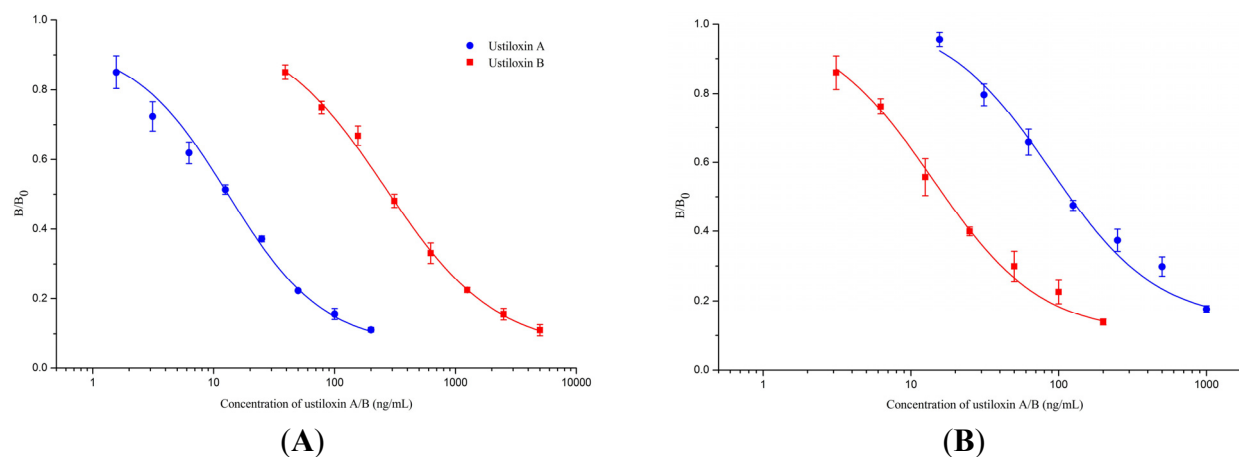 1.0
0.8
0.6
0.4
0.2
0.0
B/B0
Ustiloxin A
Ustiloxin B
1 10 100 1000 10000
Concentration of ustiloxin A/B (ng/mL)
(A)
1.0
0.8
0.6
0.4
0.2
0.0
B/B0
1 10 100 1000
Concentration of ustiloxin A/B (ng/mL)
(B)